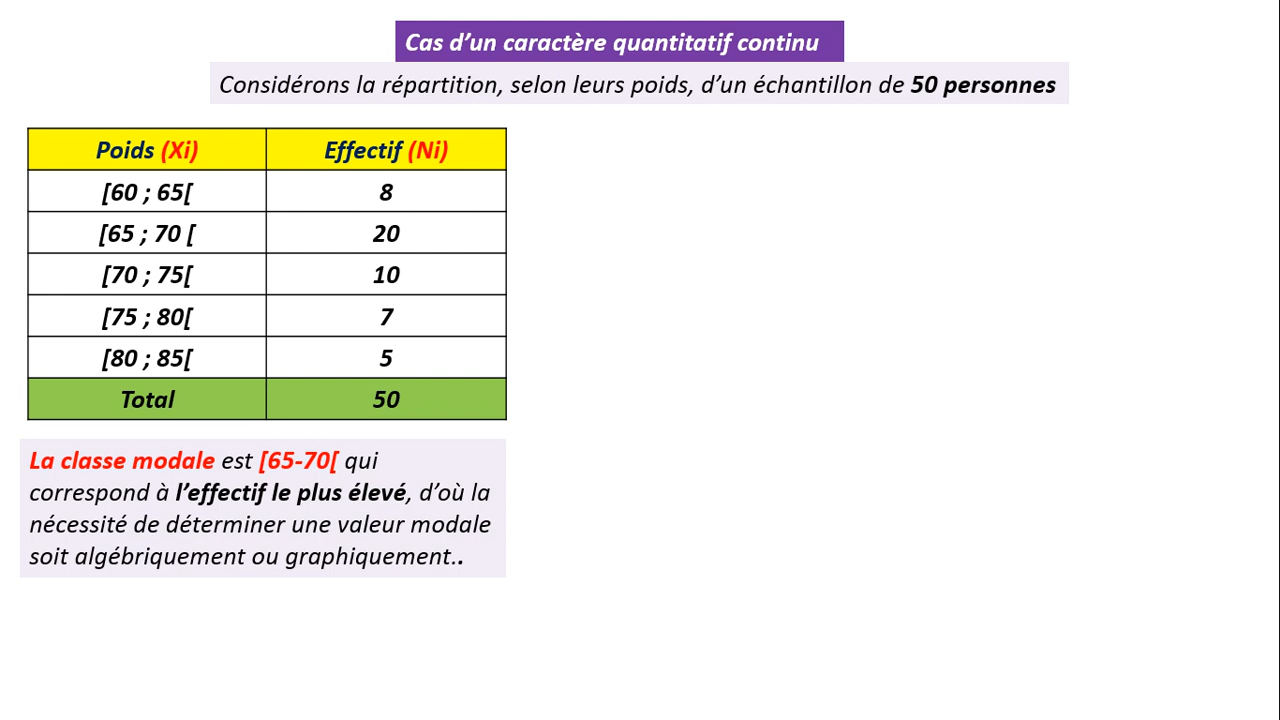 Cas d’un caractère quantitatif continu
Considérons la répartition, selon leurs poids, d’un échantillon de 50 personnes
Poids (Xi) Effectif (Ni)
[60 ; 65[ 8
[65 ; 70 [ 20
[70 ; 75[ 10
[75 ; 80[ 7
[80 ; 85[ 5
Total 50
La classe modale est [65-70[ qui
correspond à l’effectif le plus élevé, d’où la
nécessité de déterminer une valeur modale
soit algébriquement ou graphiquement..